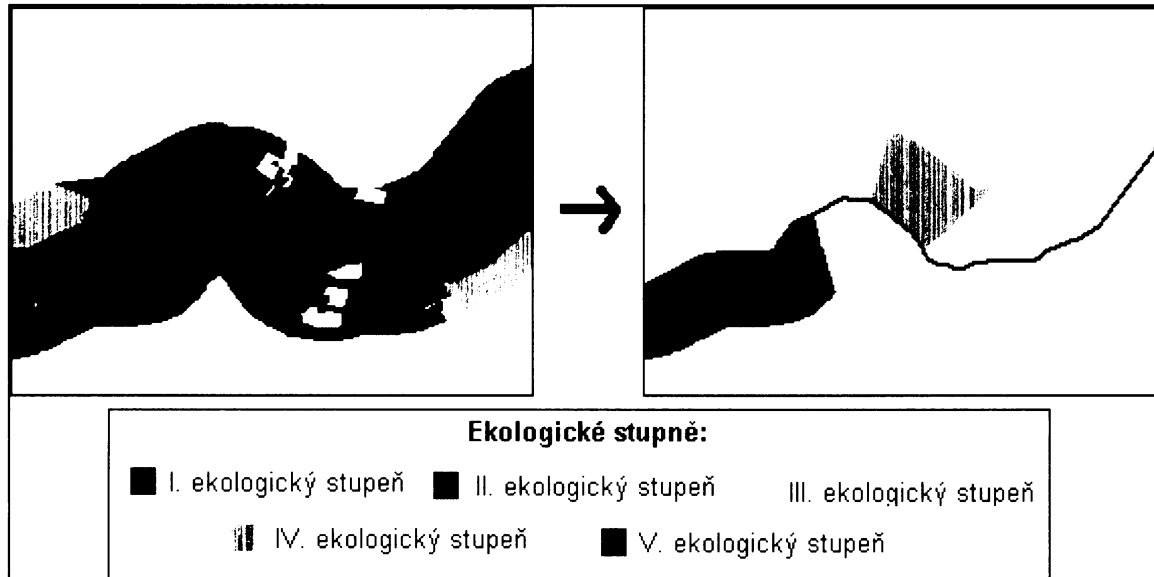 Ekologické stupně:
I. ekologický stupeň II. ekologický stupeň III. ekologický stupeň
IV. ekologický stupeň V. ekologický stupeň